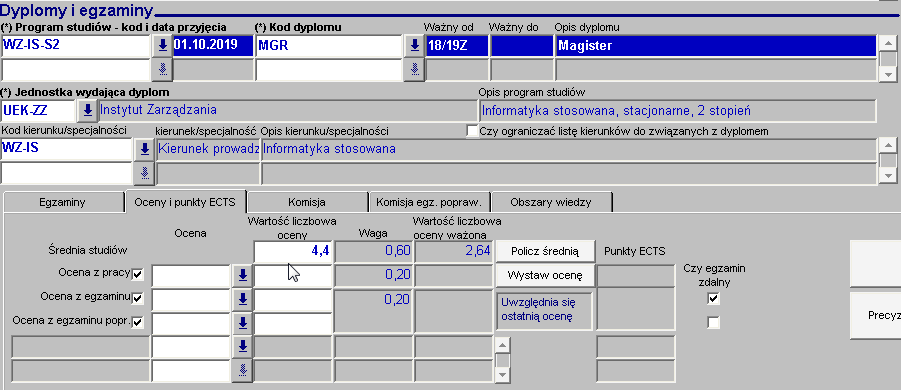 Dyplomy i egzaminy
(*) Program studiów - kod i data przyjęcia (*) Kod dyplomu Ważny od Ważny do Opis dyplomu
WZ-IS-S2 01.10.2019 MGR 18/19Z Magister
(*) Jednostka wydająca dyplom Opis program studiów
UEK-ZZ Instytut Zarządzania Informatyka stosowana, stacjonarne, 2 stopień
Kod kierunku/specjalności kierunek/specjalność Opis kierunku/specjalności Czy ograniczać listę kierunków do związanych z dyplomem
WZ-IS Kierunek prowadz Informatyka stosowana
Egzaminy Oceny i punkty ECTS Komisja Komisja egz. popraw. Obszary wiedzy
Ocena Wartość liczbowa oceny Waga Wartość liczbowa oceny ważona
Średnia studiów 4,4 0,60 2,64 Policz średnią Punkty ECTS
Ocena z pracy 0,20 Wystaw ocenę Czy egzamin zdalny
Ocena z egzaminu 0,20 Uwzględnia się ostatnią ocenę
Ocena z egzaminu popr. Precyz